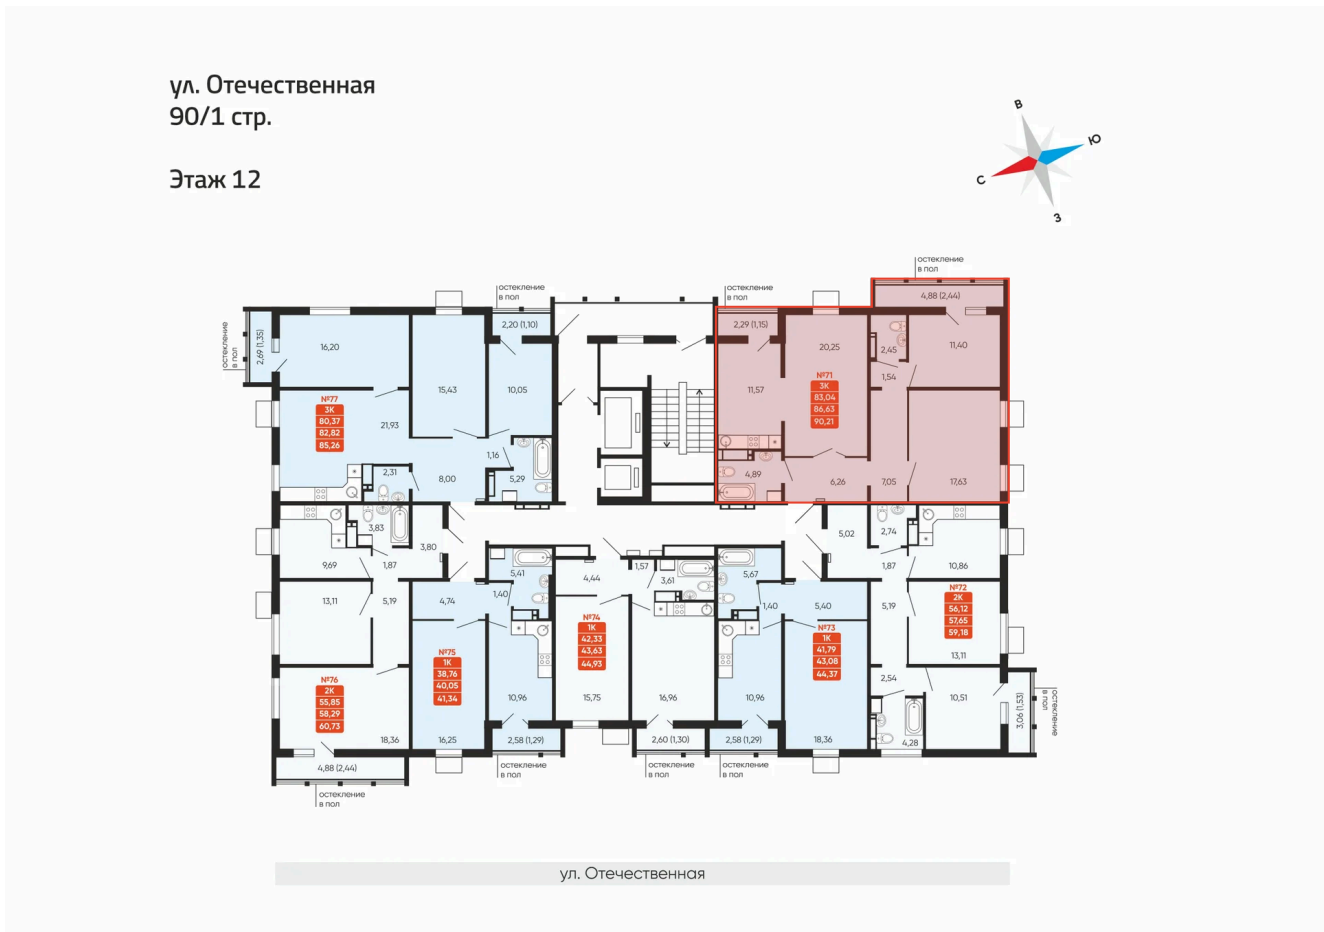 ул. Отечественная
90/1 стр.
Этаж 12
В
Ю
С
З
остекление
в пол
4,88 (2,44)
остекление
в пол
2,20 (1,10)
остекление
в пол
2,29 (1,15)
остекление
в пол
2,69 (1,35)
16,20
15,43
10,05
№77
3К
80,37
82,82
85,26
21,93
1,16
2,31
8,00
5,29
20,25
2,45
11,40
1,54
№71
3К
83,04
86,63
90,21
11,57
4,89
6,26
7,05
17,63
3,83
3,80
9,69
1,87
13,11
5,19
4,74
5,41
1,40
4,44
1,57
3,61
5,67
1,40
5,40
5,02
2,74
1,87
10,86
№72
2К
56,12
57,65
59,18
5,19
13,11
2,54
10,51
4,28
3,06 (1,53)
остекление
в пол
№76
2К
55,85
58,29
60,73
18,36
№75
1К
38,76
40,05
41,34
16,25
10,96
№74
1К
42,33
43,63
44,93
15,75
16,96
10,96
№73
1К
41,79
43,08
44,37
18,36
4,88 (2,44)
остекление
в пол
2,58 (1,29)
остекление
в пол
2,60 (1,30)
остекление
в пол
2,58 (1,29)
остекление
в пол
ул. Отечественная